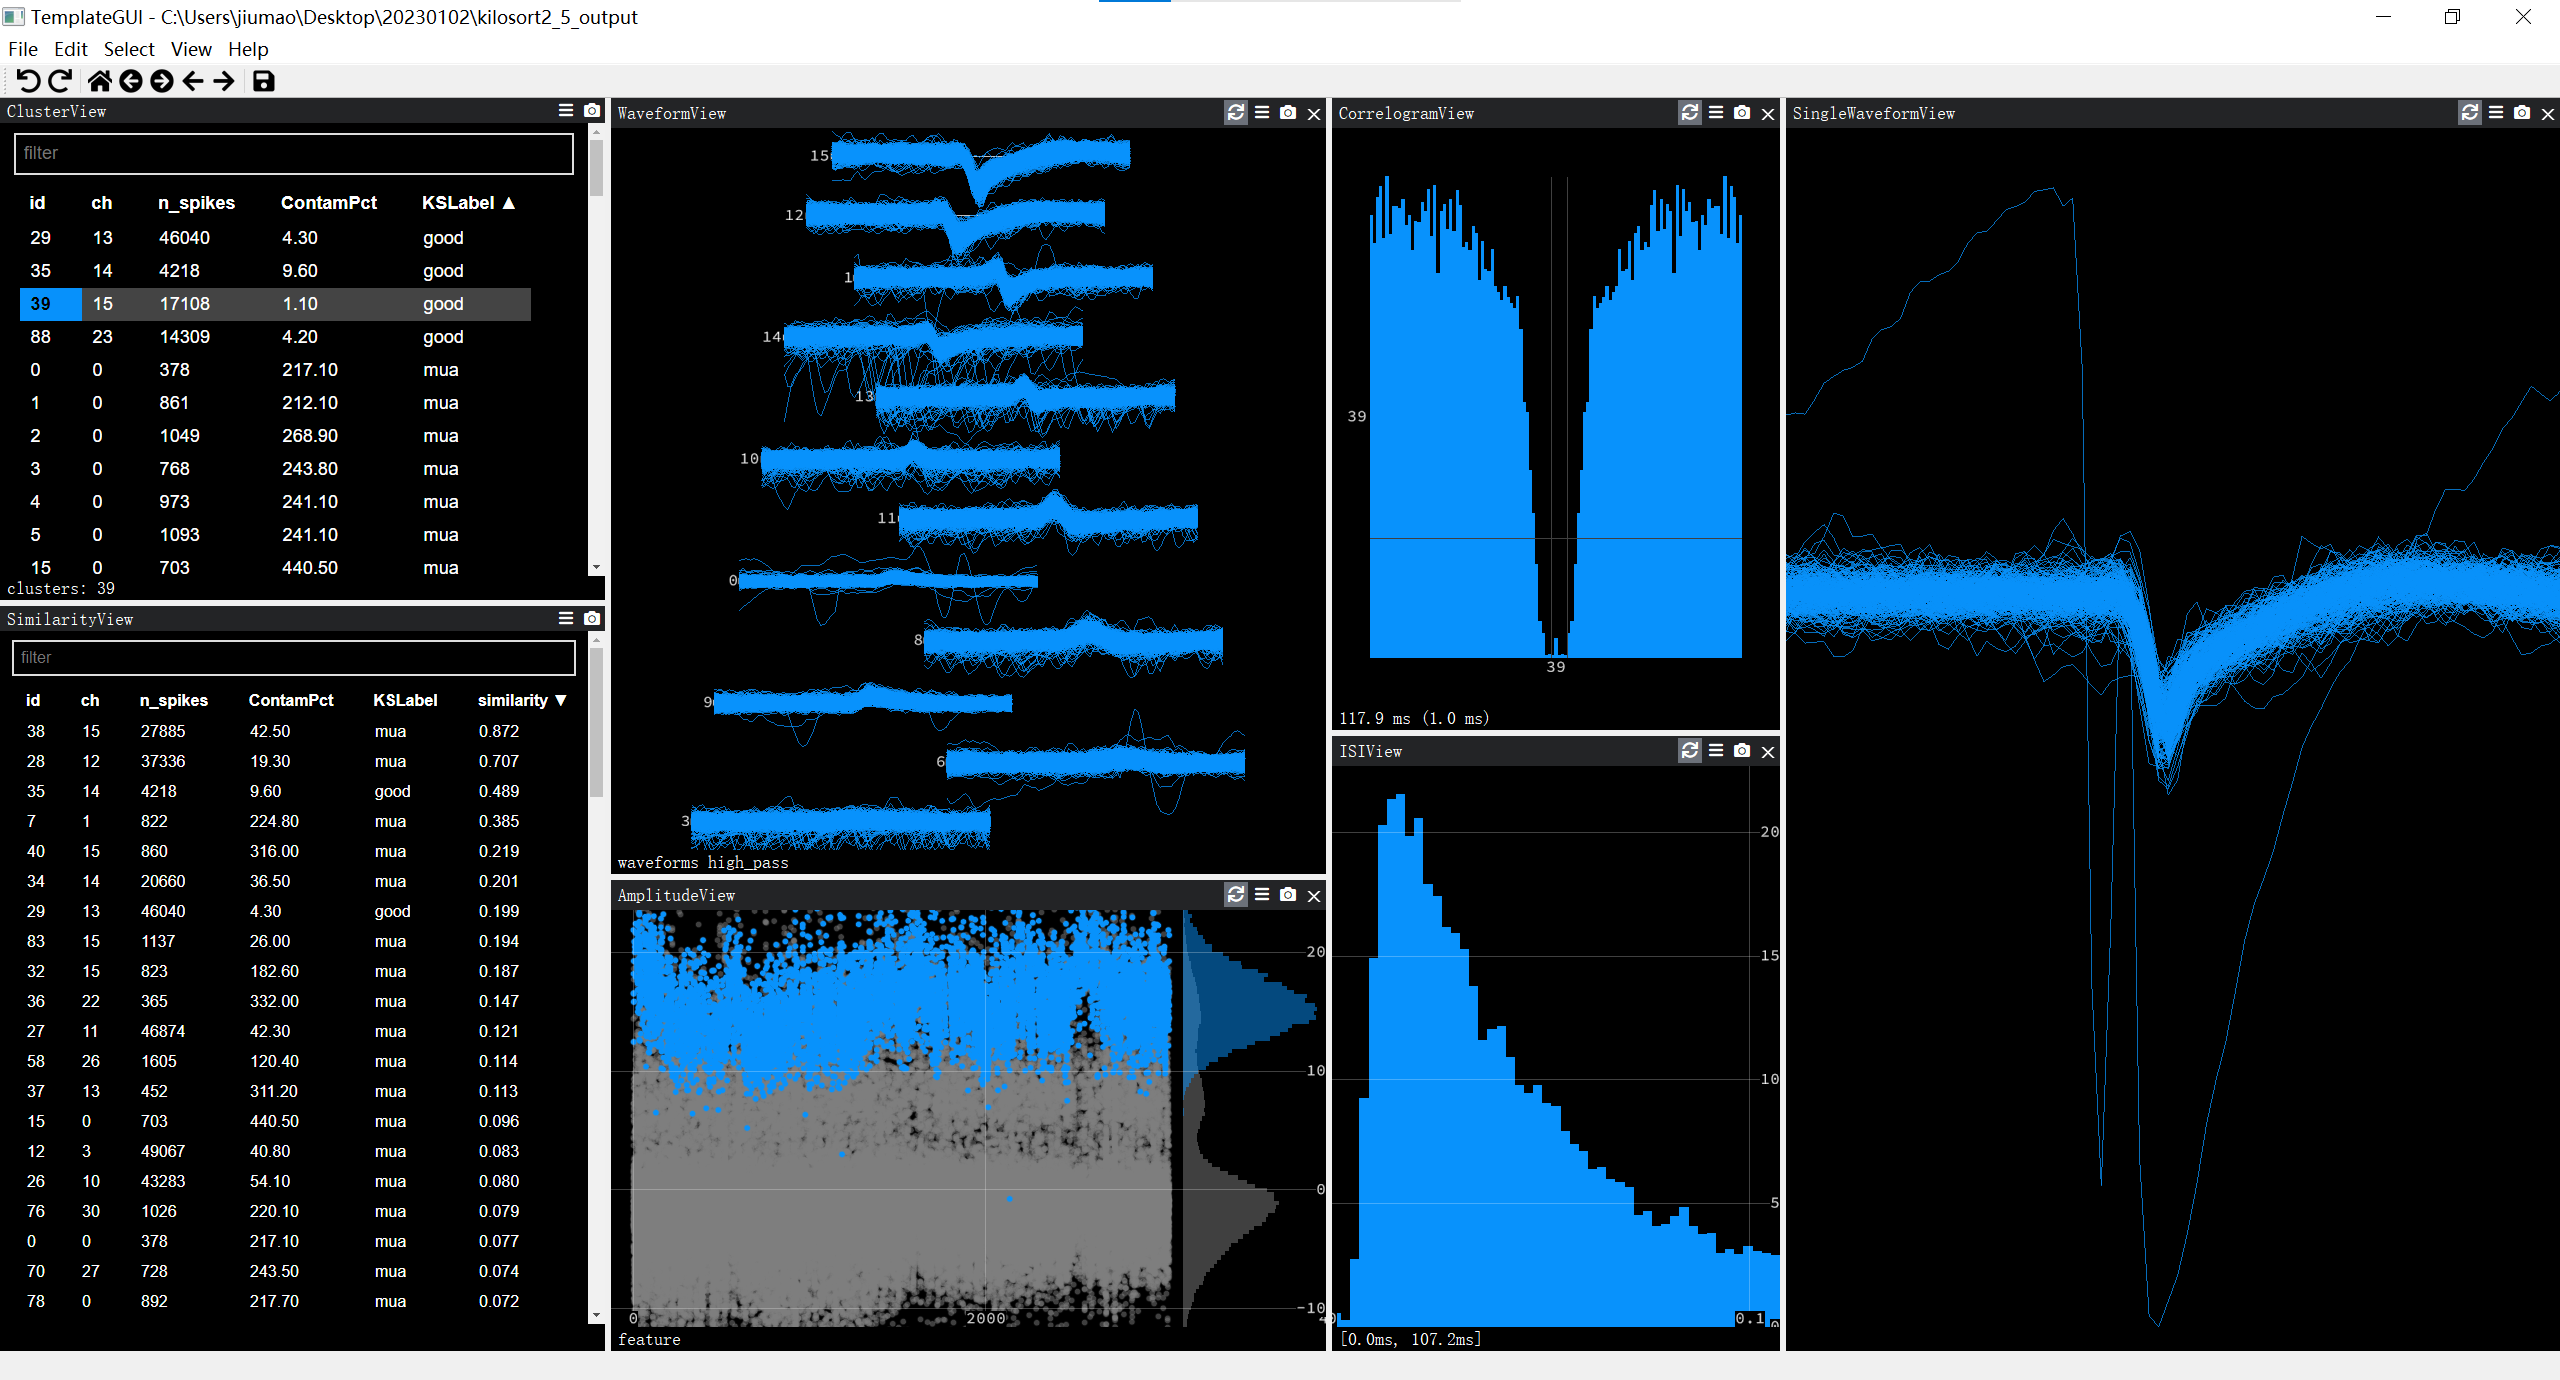 TemplateGUI - C:\Users\jiumao\Desktop\20230102\kilosort2_5_output
File Edit Select View Help
ClusterView
filter
id ch n_spikes ContamPct KSLabel ▲
29 13 46040 4.30 good
35 14 4218 9.60 good
39 15 17108 1.10 good
88 23 14309 4.20 good
0 0 378 217.10 mua
1 0 861 212.10 mua
2 0 1049 268.90 mua
3 0 768 243.80 mua
4 0 973 241.10 mua
5 0 1093 241.10 mua
15 0 703 440.50 mua
clusters: 39
SimilarityView
filter
id ch n_spikes ContamPct KSLabel similarity ▼
38 15 27885 42.50 mua 0.872
28 12 37336 19.30 mua 0.707
35 14 4218 9.60 good 0.489
7 1 822 224.80 mua 0.385
40 15 860 316.00 mua 0.219
34 14 20660 36.50 mua 0.201
29 13 46040 4.30 good 0.199
83 15 1137 26.00 mua 0.194
32 15 823 182.60 mua 0.187
36 22 365 332.00 mua 0.147
27 11 46874 42.30 mua 0.121
58 26 1605 120.40 mua 0.114
37 13 452 311.20 mua 0.113
15 0 703 440.50 mua 0.096
12 3 49067 40.80 mua 0.083
26 10 43283 54.10 mua 0.080
76 30 1026 220.10 mua 0.079
0 0 378 217.10 mua 0.077
70 27 728 243.50 mua 0.074
78 0 892 217.70 mua 0.072
WaveformView
15
12
1
14
13
10
11
0
8
9
6
3
waveforms high_pass
AmplitudeView
20
10
0
-10
0 2000
feature
CorrelogramView
39
39
117.9 ms (1.0 ms)
ISIView
20
15
10
5
0.1
[0.0ms, 107.2ms]
SingleWaveformView